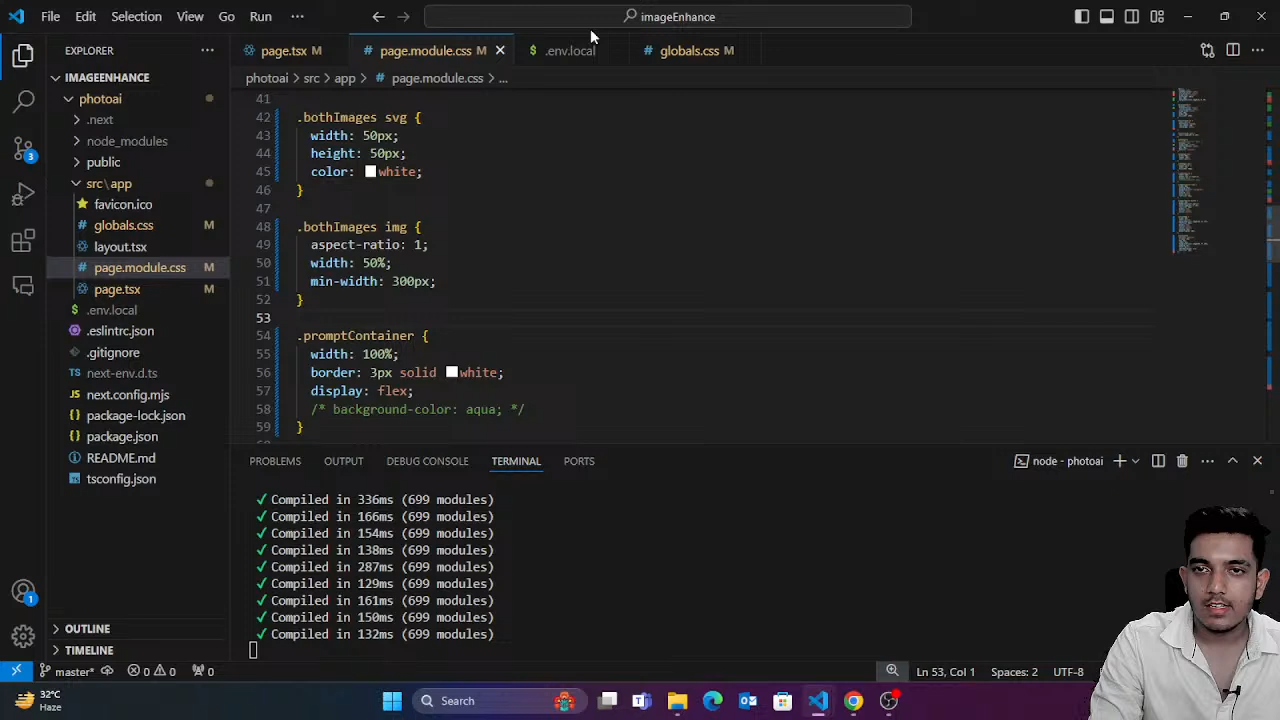 File Edit Selection View Go Run ··· imageEnhance
EXPLORER ··· page.tsx M # page.module.css M $ .env.local # globals.css M
IMAGEENHANCE photoai > src > app > # page.module.css > ...
photoai
.next
node_modules
public
src\app
favicon.ico
globals.css M
layout.tsx
page.module.css M
page.tsx M
.env.local
.eslintrc.json
.gitignore
next-env.d.ts
next.config.mjs
package-lock.json
package.json
README.md
tsconfig.json
OUTLINE
TIMELINE
41
42 .bothImages svg {
43 width: 50px;
44 height: 50px;
45 color: white;
46 }
47
48 .bothImages img {
49 aspect-ratio: 1;
50 width: 50%;
51 min-width: 300px;
52 }
53
54 .promptContainer {
55 width: 100%;
56 border: 3px solid white;
57 display: flex;
58 /* background-color: aqua; */
59 }
PROBLEMS OUTPUT DEBUG CONSOLE TERMINAL PORTS node - photoai
✓ Compiled in 336ms (699 modules)
✓ Compiled in 166ms (699 modules)
✓ Compiled in 154ms (699 modules)
✓ Compiled in 138ms (699 modules)
✓ Compiled in 287ms (699 modules)
✓ Compiled in 129ms (699 modules)
✓ Compiled in 161ms (699 modules)
✓ Compiled in 150ms (699 modules)
✓ Compiled in 132ms (699 modules)
3
1
master* 0 0 0 Ln 53, Col 1 Spaces: 2 UTF-8
32°C
Haze
Search